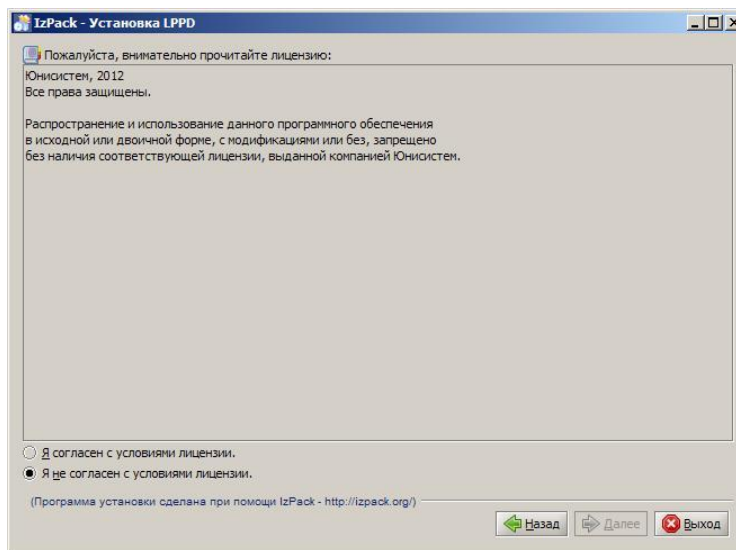 IzPack - Установка LPPD
Пожалуйста, внимательно прочитайте лицензию:
Юнисистем, 2012
Все права защищены.
Распространение и использование данного программного обеспечения
в исходной или двоичной форме, с модификациями или без, запрещено
без наличия соответствующей лицензии, выданной компанией Юнисистем.
Я согласен с условиями лицензии.
Я не согласен с условиями лицензии.
(Программа установки сделана при помощи IzPack - http://izpack.org/)
Назад Далее Выход